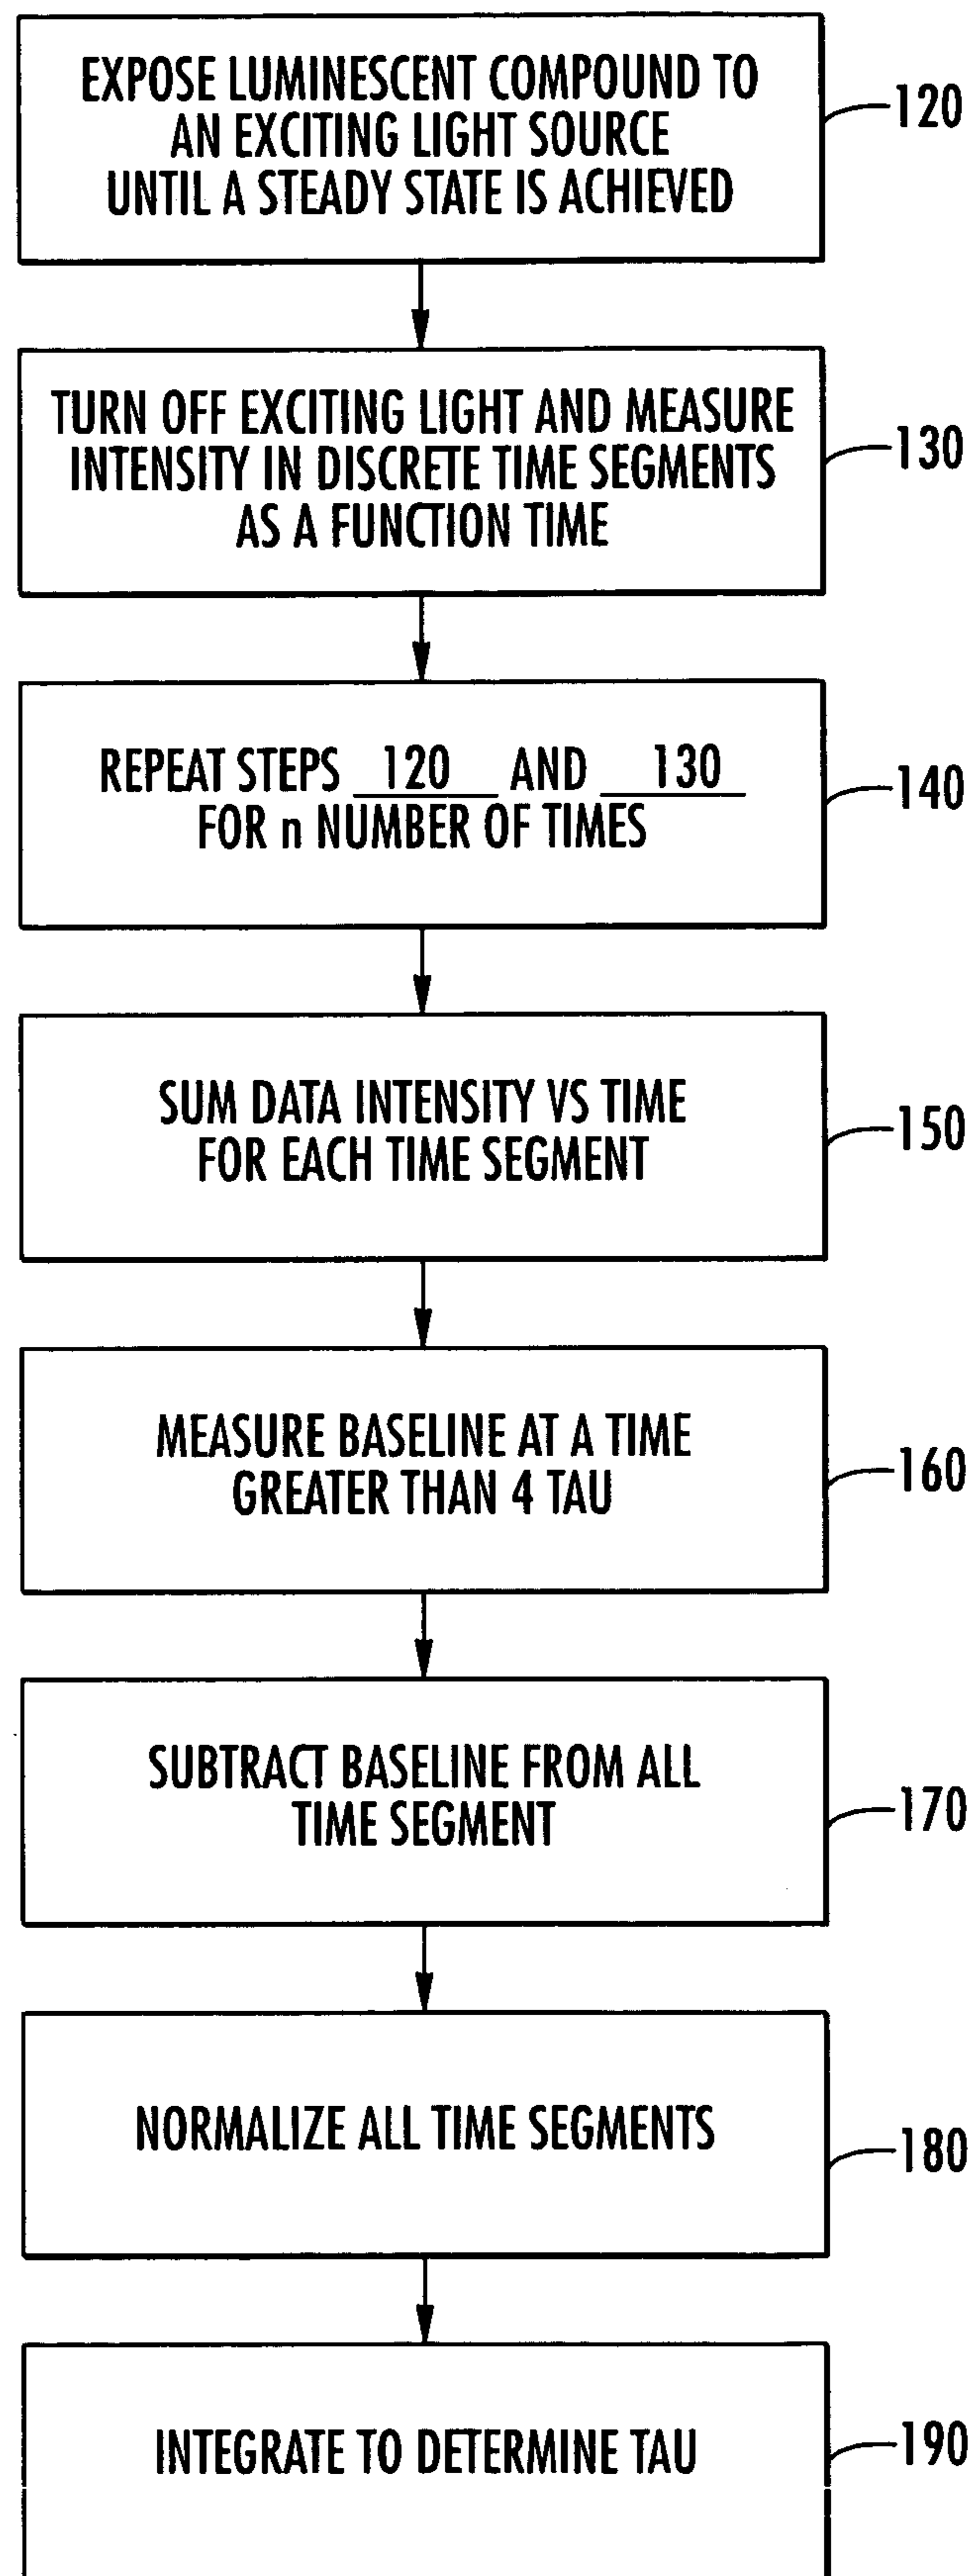 EXPOSE LUMINESCENT COMPOUND TO
AN EXCITING LIGHT SOURCE
UNTIL A STEADY STATE IS ACHIEVED
120
TURN OFF EXCITING LIGHT AND MEASURE
INTENSITY IN DISCRETE TIME SEGMENTS
AS A FUNCTION TIME
130
REPEAT STEPS 120 AND 130
FOR n NUMBER OF TIMES
140
SUM DATA INTENSITY VS TIME
FOR EACH TIME SEGMENT
150
MEASURE BASELINE AT A TIME
GREATER THAN 4 TAU
160
SUBTRACT BASELINE FROM ALL
TIME SEGMENT
170
NORMALIZE ALL TIME SEGMENTS
180
INTEGRATE TO DETERMINE TAU
190